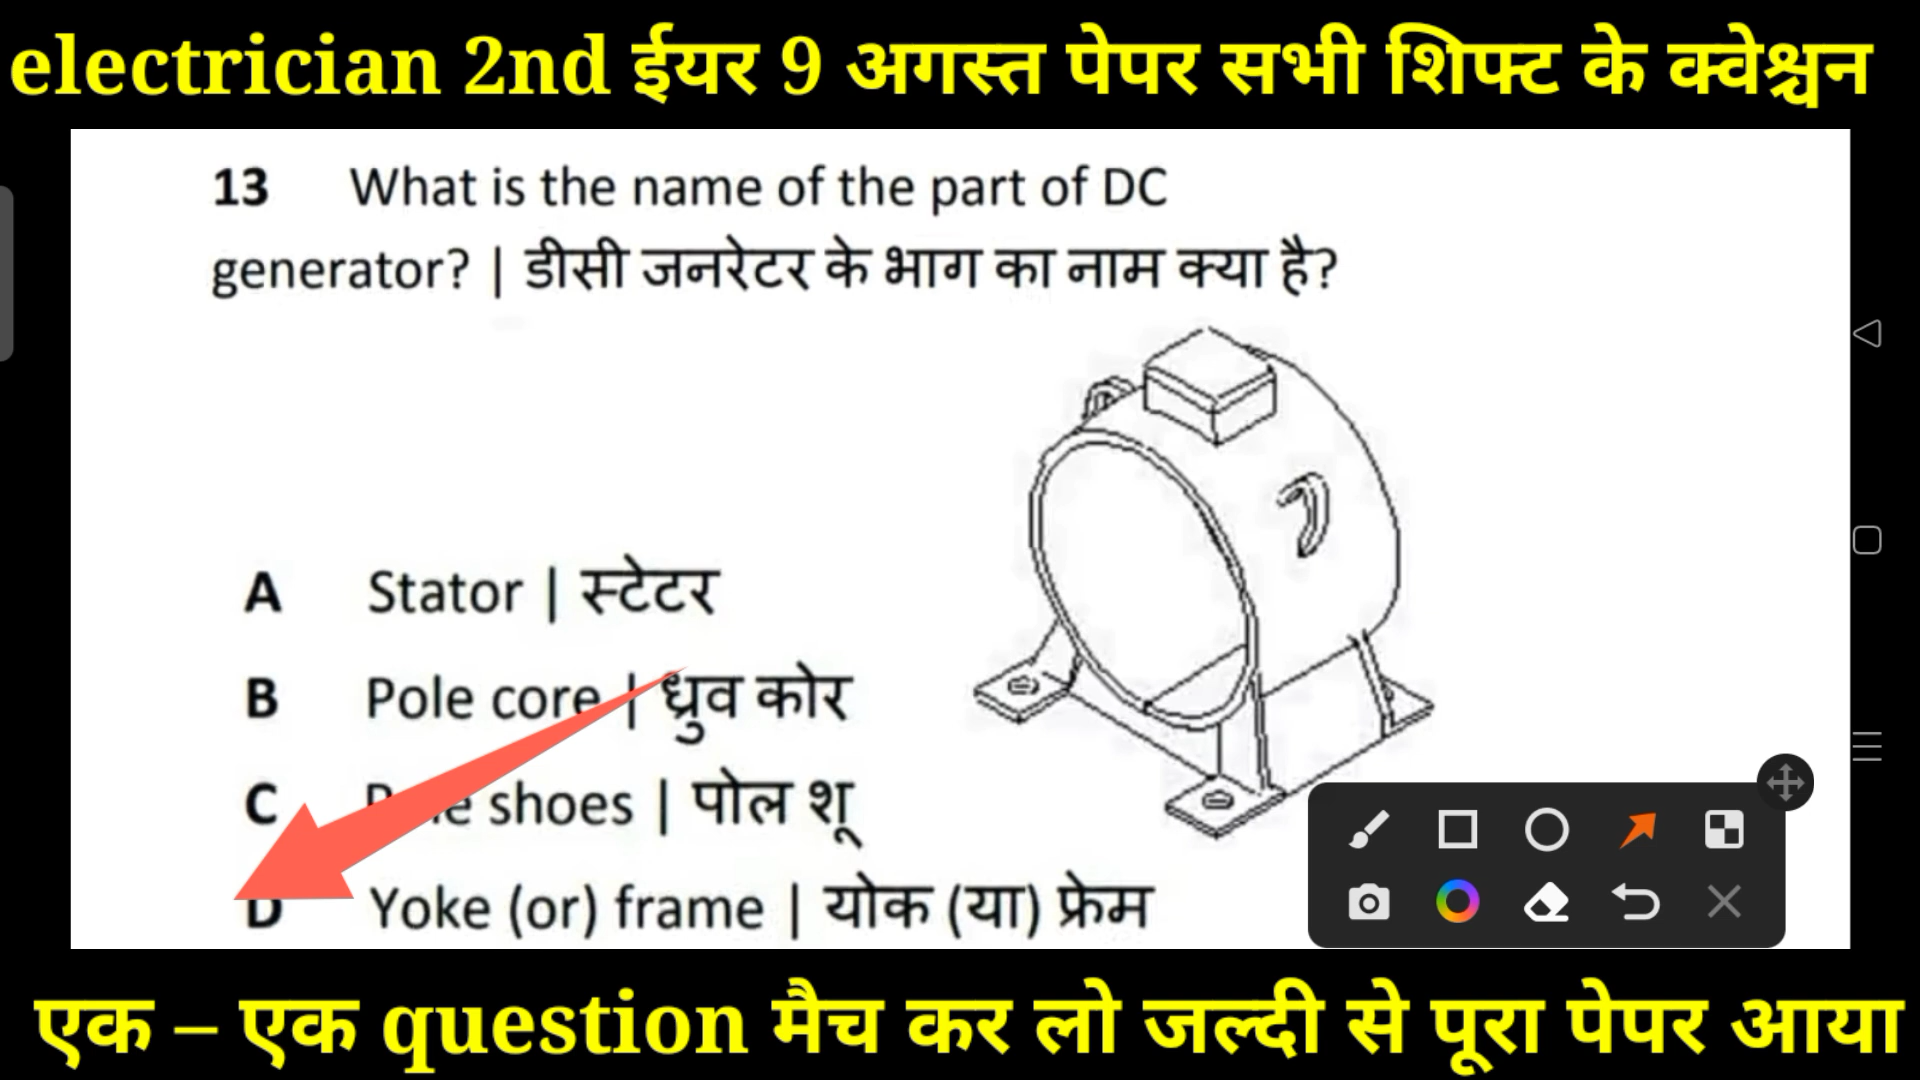 electrician 2nd ईयर 9 अगस्त पेपर सभी शिफ्ट के क्वेश्चन
13 What is the name of the part of DC
generator? | डीसी जनरेटर के भाग का नाम क्या है?
A Stator | स्टेटर
B Pole core | ध्रुव कोर
C Pole shoes | पोल शू
D Yoke (or) frame | योक (या) फ्रेम
एक – एक question मैच कर लो जल्दी से पूरा पेपर आया